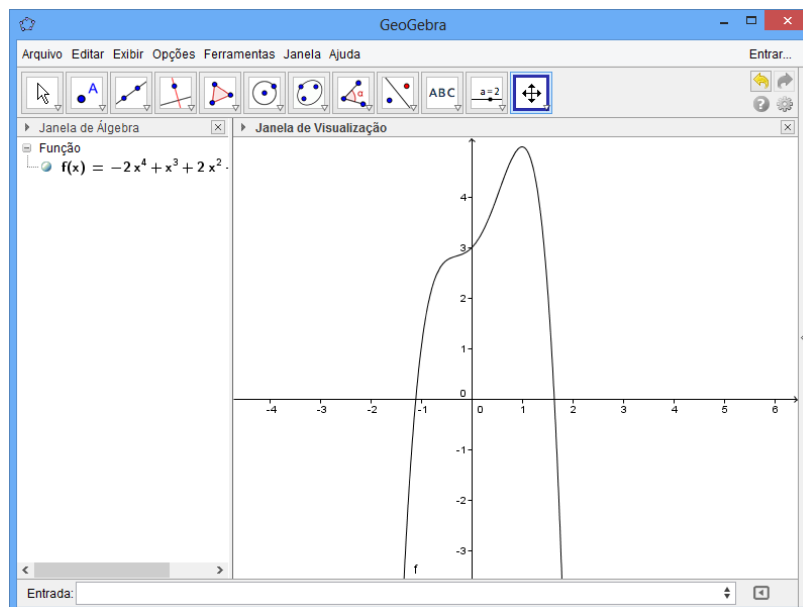 GeoGebra
Arquivo Editar Exibir Opções Ferramentas Janela Ajuda Entrar...
ABC a=2
Janela de Álgebra
Janela de Visualização
Função
f(x) = −2 x⁴ + x³ + 2 x²
4
3
2
1
0
-4 -3 -2 -1 0 1 2 3 4 5 6
-1
-2
-3
f
Entrada: